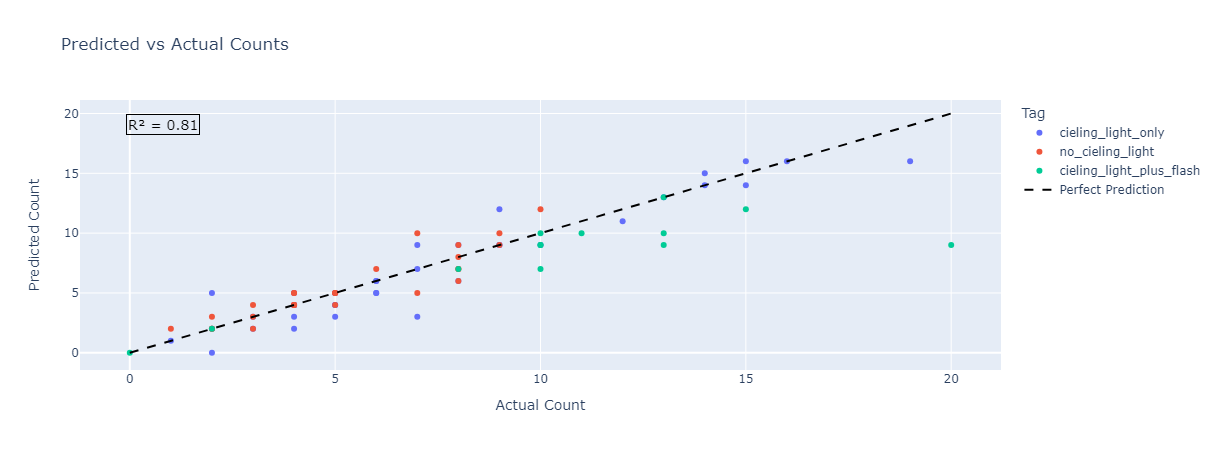 Predicted vs Actual Counts
R² = 0.81
20
15
10
5
0
Predicted Count
0 5 10 15 20
Actual Count
Tag
cieling_light_only
no_cieling_light
cieling_light_plus_flash
Perfect Prediction